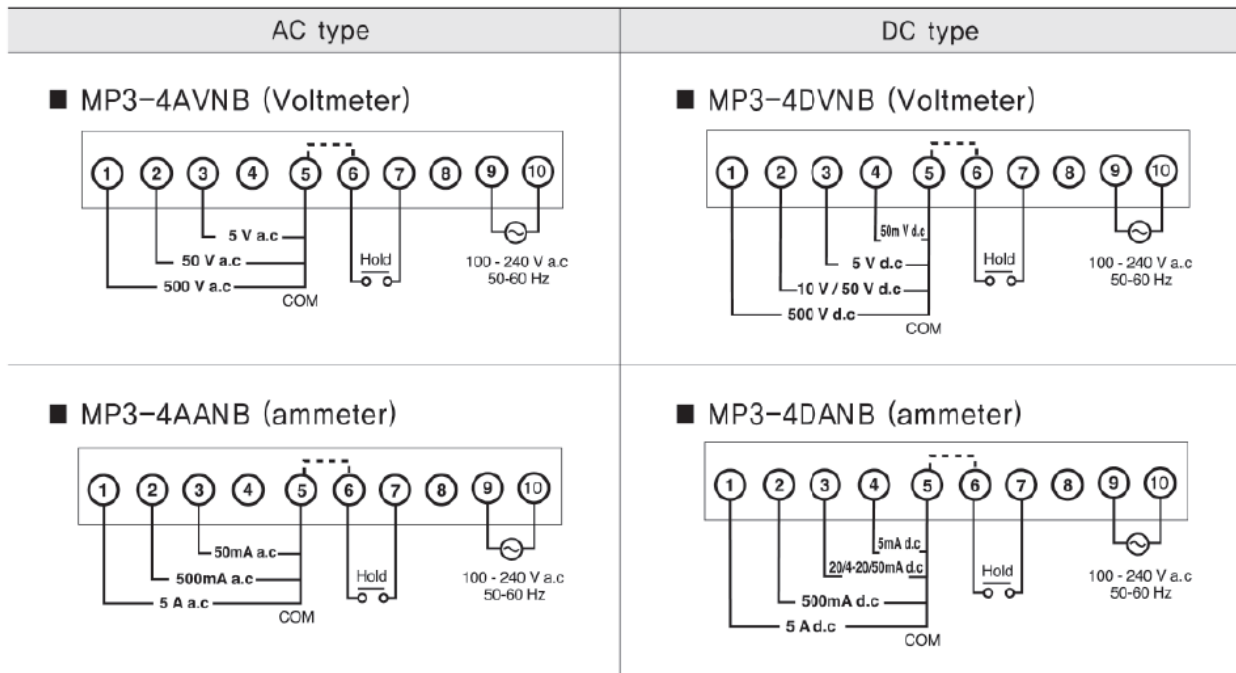 AC type
DC type
■ MP3-4AVNB (Voltmeter)
1 2 3 4 5 6 7 8 9 10
5 V a.c
50 V a.c
500 V a.c
COM
Hold
100 - 240 V a.c
50-60 Hz
■ MP3-4DVNB (Voltmeter)
1 2 3 4 5 6 7 8 9 10
50m V d.c
5 V d.c
10 V / 50 V d.c
500 V d.c
COM
Hold
100 - 240 V a.c
50-60 Hz
■ MP3-4AANB (ammeter)
1 2 3 4 5 6 7 8 9 10
50mA a.c
500mA a.c
5 A a.c
COM
Hold
100 - 240 V a.c
50-60 Hz
■ MP3-4DANB (ammeter)
1 2 3 4 5 6 7 8 9 10
5mA d.c
20/4-20/50mA d.c
500mA d.c
5 A d.c
COM
Hold
100 - 240 V a.c
50-60 Hz